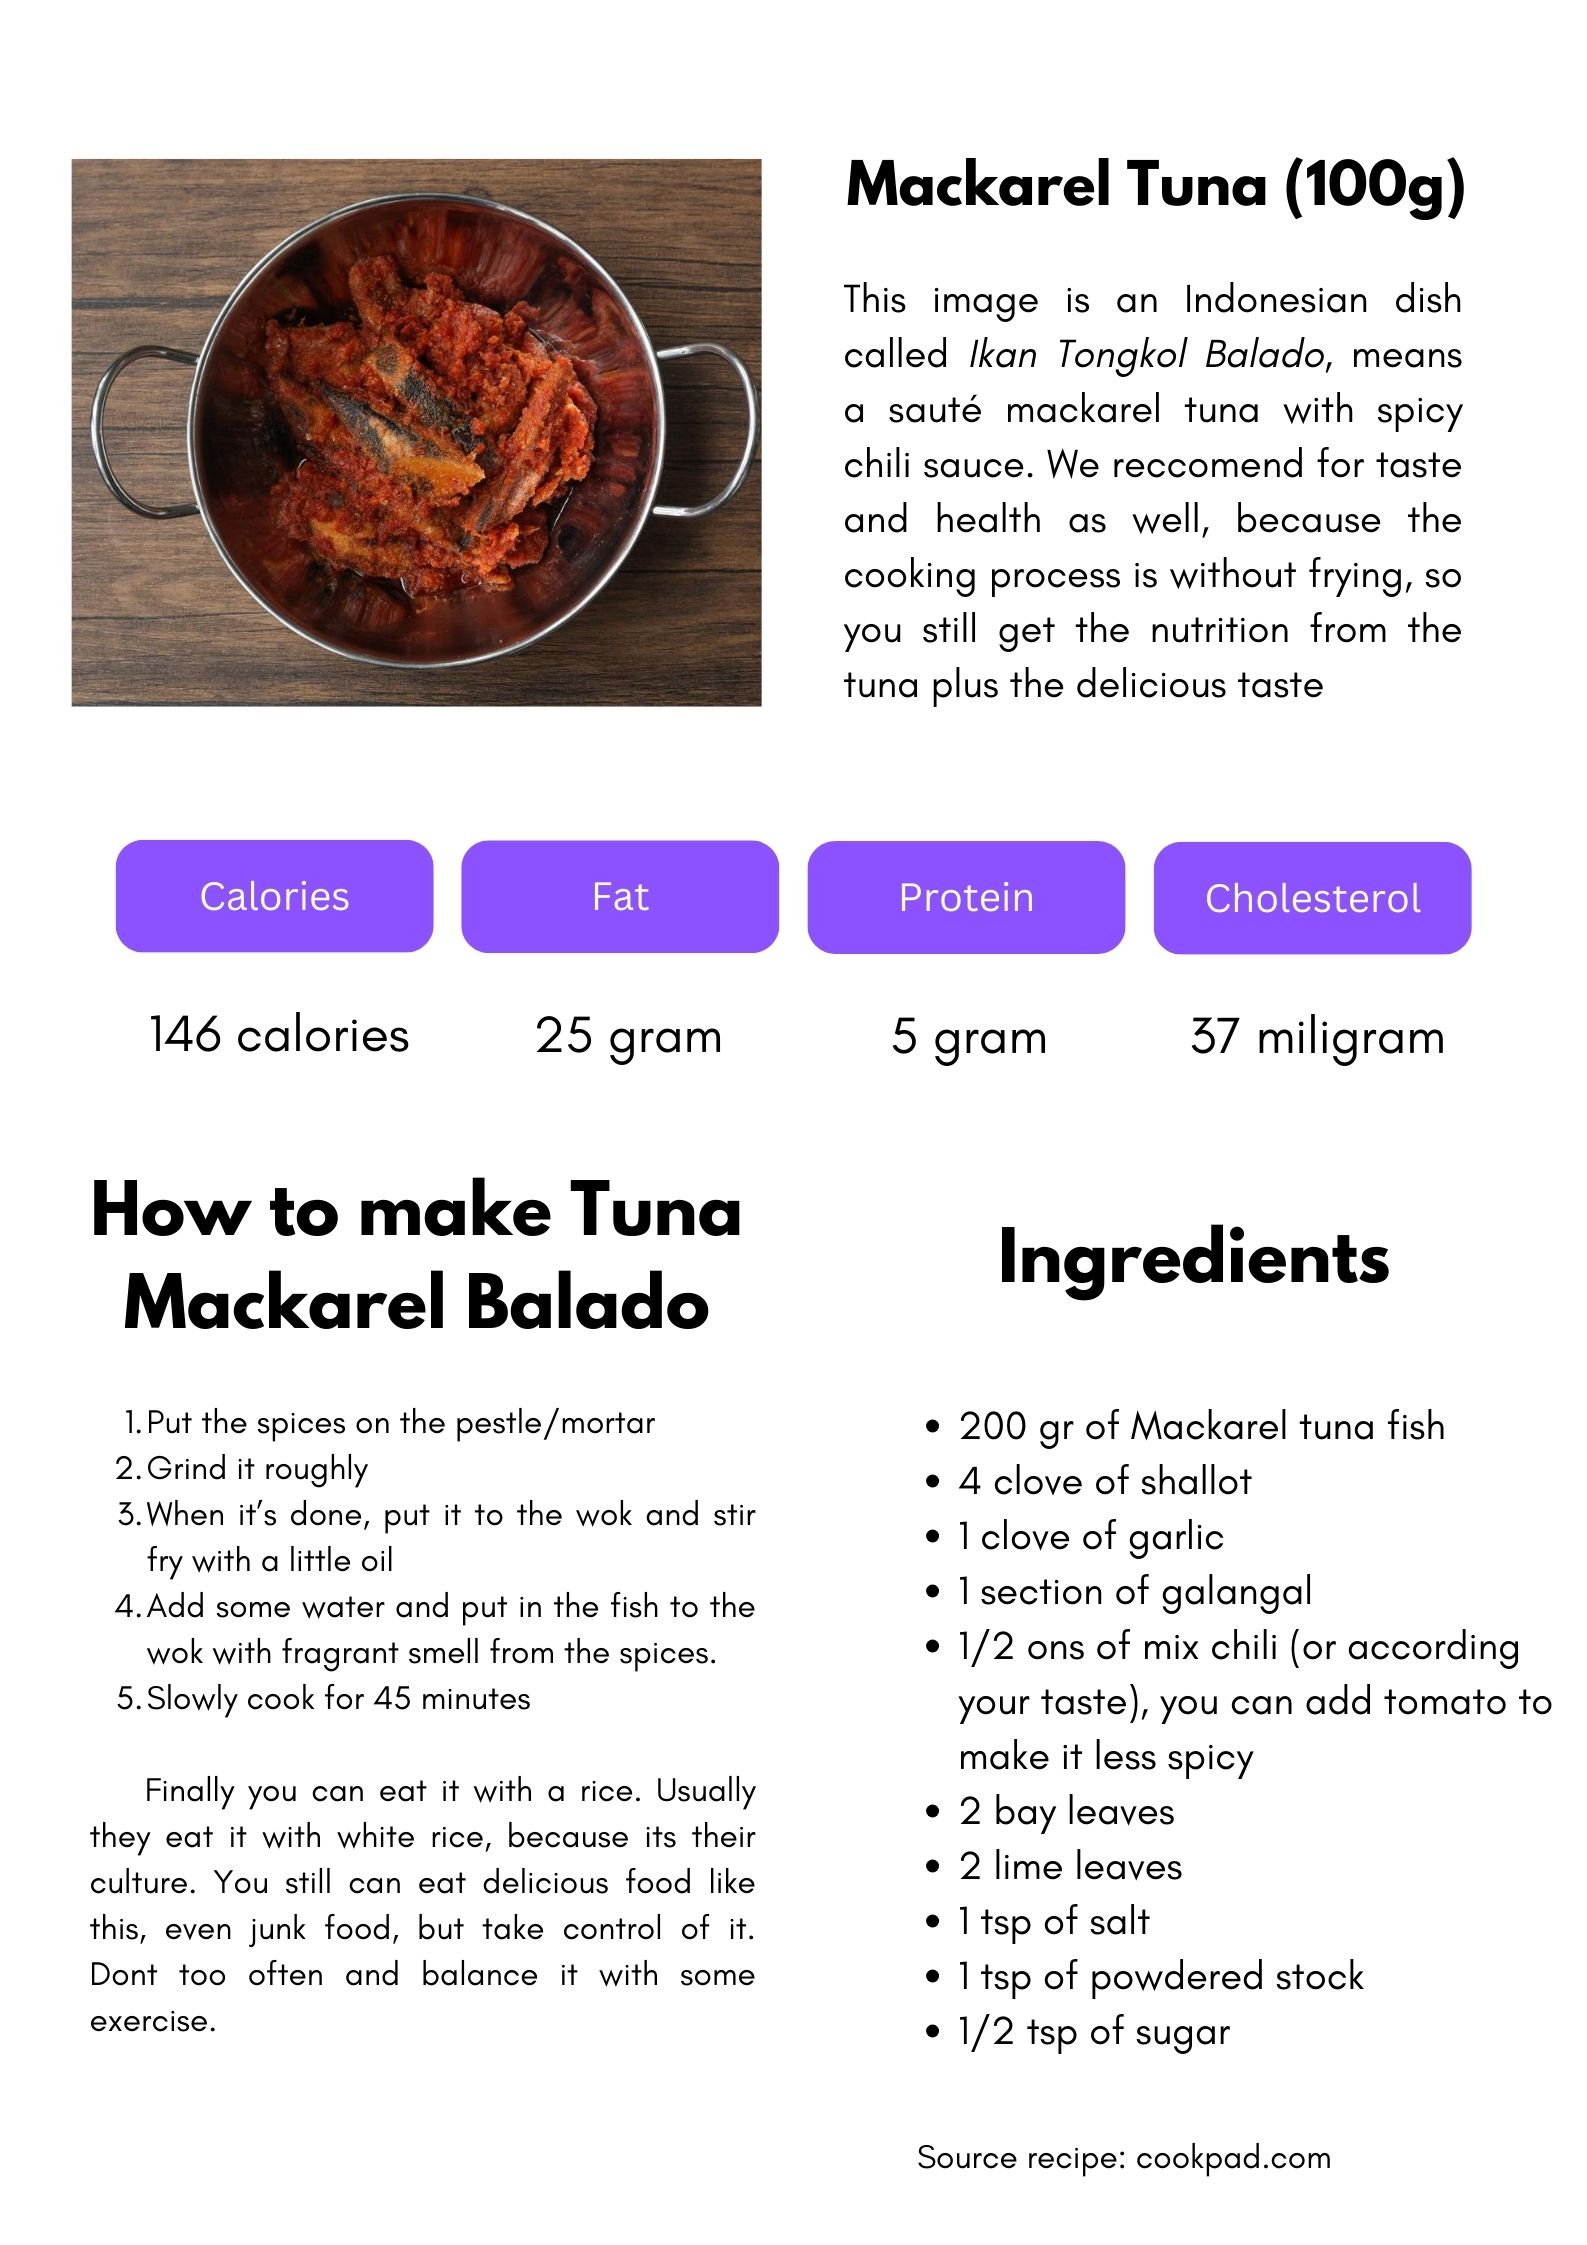 Mackarel Tuna (100g)
This image is an Indonesian dish
called Ikan Tongkol Balado, means
a sauté mackarel tuna with spicy
chili sauce. We reccomend for taste
and health as well, because the
cooking process is without frying, so
you still get the nutrition from the
tuna plus the delicious taste
Calories
Fat
Protein
Cholesterol
146 calories
25 gram
5 gram
37 miligram
How to make Tuna
Mackarel Balado
1. Put the spices on the pestle/mortar
2. Grind it roughly
3. When it's done, put it to the wok and stir
fry with a little oil
4. Add some water and put in the fish to the
wok with fragrant smell from the spices.
5. Slowly cook for 45 minutes
Finally you can eat it with a rice. Usually
they eat it with white rice, because its their
culture. You still can eat delicious food like
this, even junk food, but take control of it.
Dont too often and balance it with some
exercise.
Ingredients
• 200 gr of Mackarel tuna fish
• 4 clove of shallot
• 1 clove of garlic
• 1 section of galangal
• 1/2 ons of mix chili (or according
your taste), you can add tomato to
make it less spicy
• 2 bay leaves
• 2 lime leaves
• 1 tsp of salt
• 1 tsp of powdered stock
• 1/2 tsp of sugar
Source recipe: cookpad.com